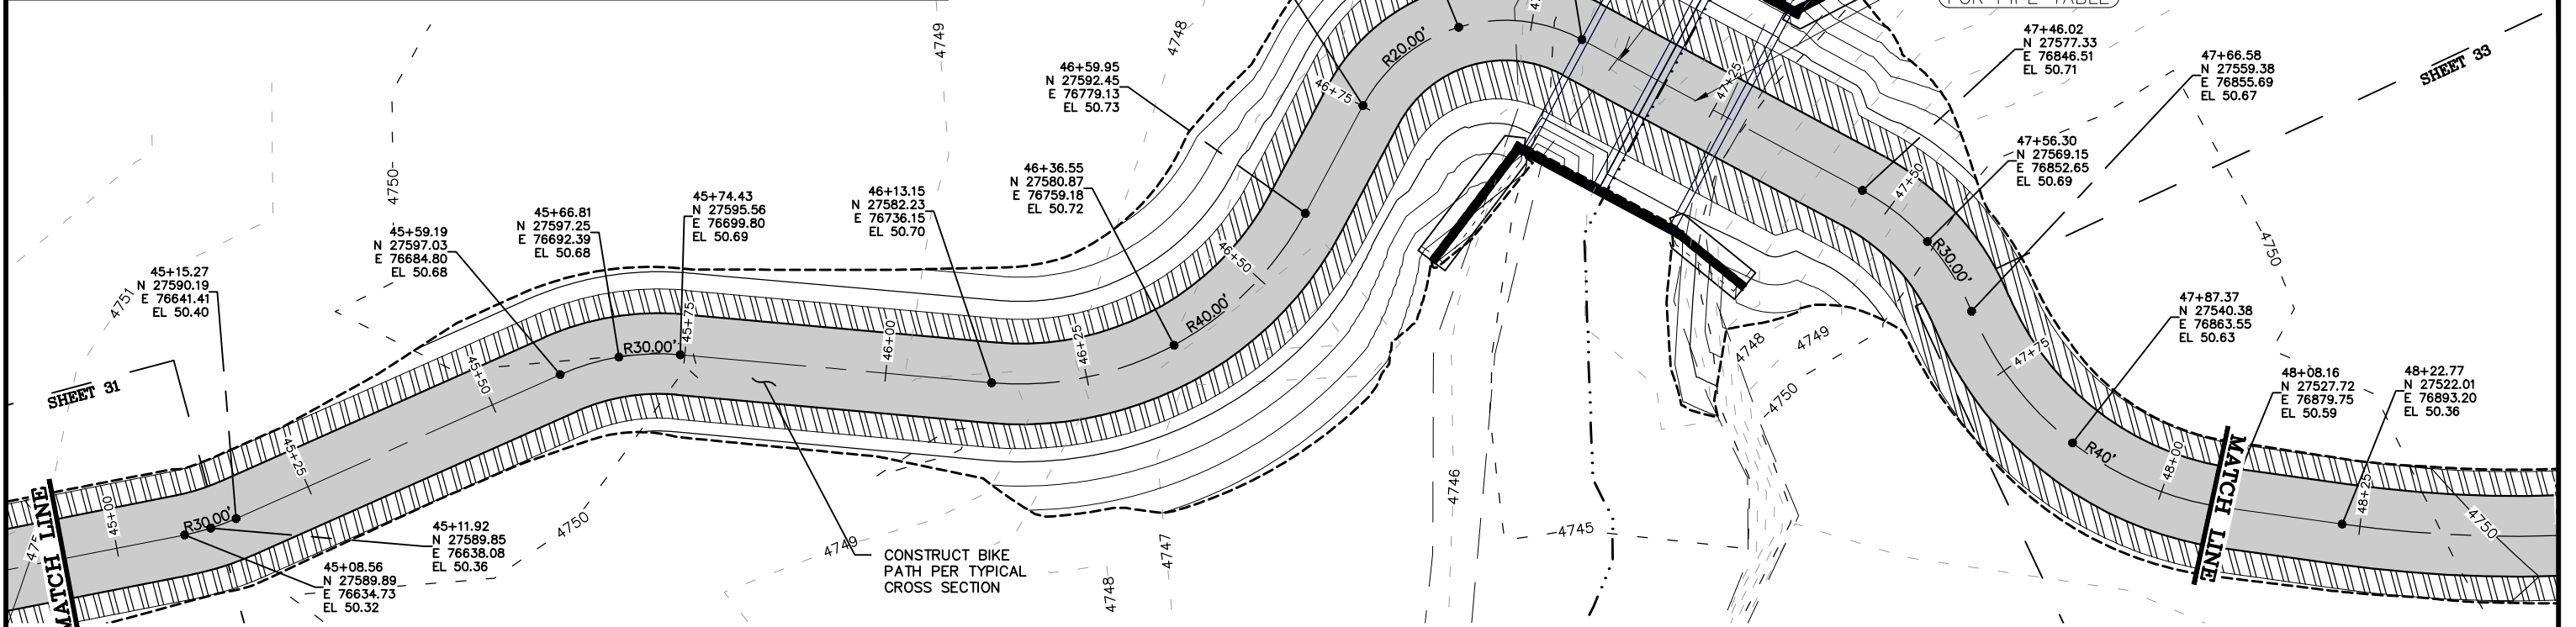 FOR PIPE TABLE
4749
4748
47+46.02
N 27577.33
E 76846.51
EL 50.71
47+66.58
N 27559.38
E 76855.69
EL 50.67
SHEET 33
R20.00'
46+75
47+25
46+59.95
N 27592.45
E 76779.13
EL 50.73
47+56.30
N 27569.15
E 76852.65
EL 50.69
47+50
46+36.55
N 27580.87
E 76759.18
EL 50.72
4750
46+13.15
N 27582.23
E 76736.15
EL 50.70
45+74.43
N 27595.56
E 76699.80
EL 50.69
45+66.81
N 27597.25
E 76692.39
EL 50.68
45+59.19
N 27597.03
E 76684.80
EL 50.68
45+15.27
N 27590.19
E 76641.41
EL 50.40
4751
4750
R30.00'
46+50
R40.00'
R30.00'
45+75
46+00
46+25
47+87.37
N 27540.38
E 76863.55
EL 50.63
4748
4749
47+75
45+50
SHEET 31
4750
48+08.16
N 27527.72
E 76879.75
EL 50.59
48+22.77
N 27522.01
E 76893.20
EL 50.36
45+25
R40'
48+00
MATCH LINE
4746
48+25
4750
45+00
R30.00'
MATCH LINE
475
4750
4745
4749
4747
45+11.92
N 27589.85
E 76638.08
EL 50.36
CONSTRUCT BIKE
PATH PER TYPICAL
CROSS SECTION
45+08.56
N 27589.89
E 76634.73
EL 50.32
4748